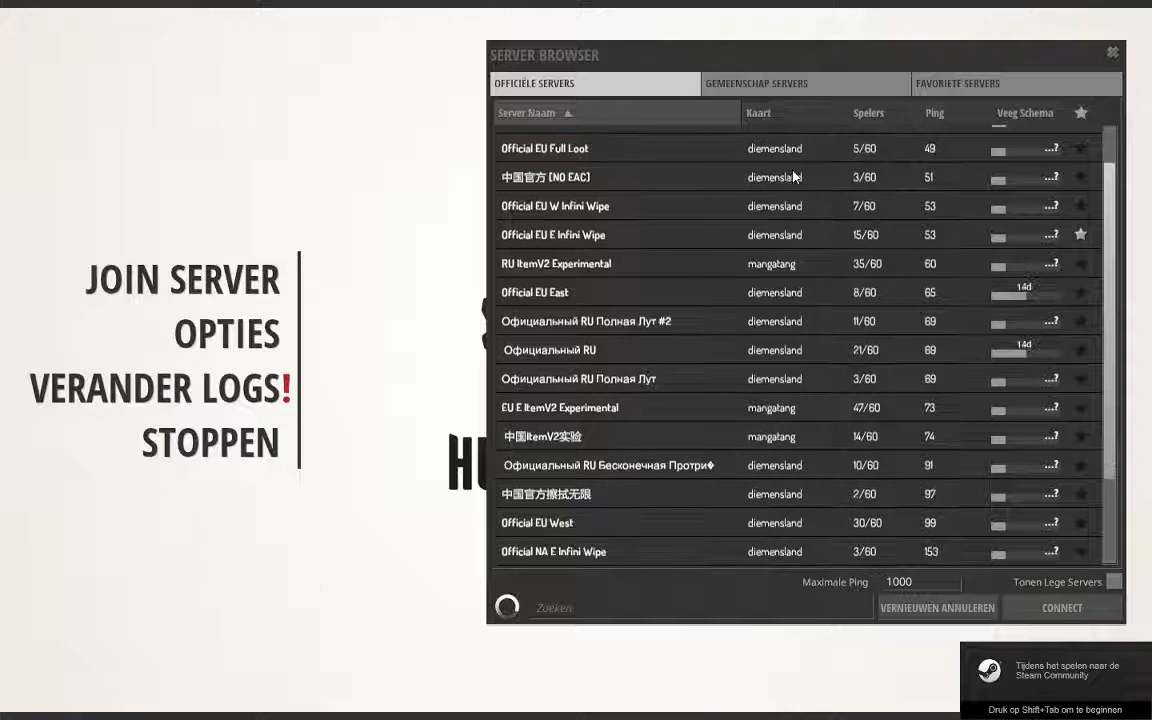 SERVER BROWSER
OFFICIËLE SERVERS GEMEENSCHAP SERVERS FAVORIETE SERVERS
Server Naam Kaart Spelers Ping Veeg Schema
Official EU Full Loot diemensland 5/60 49 ...?
中国官方 [NO EAC] diemensland 3/60 51 ...?
Official EU W Infini Wipe diemensland 7/60 53 ...?
Official EU E Infini Wipe diemensland 15/60 53 ...?
RU ItemV2 Experimental mangatang 35/60 60 ...?
Official EU East diemensland 8/60 65 14d
Официальный RU Полная Лут #2 diemensland 11/60 69 ...?
Официальный RU diemensland 21/60 69 14d
Официальный RU Полная Лут diemensland 3/60 69 ...?
EU E ItemV2 Experimental mangatang 47/60 73 ...?
中国ItemV2实验 mangatang 14/60 74 ...?
Официальный RU Бесконечная Протри� diemensland 10/60 91 ...?
中国官方擦拭无限 diemensland 2/60 97 ...?
Official EU West diemensland 30/60 99 ...?
Official NA E Infini Wipe diemensland 3/60 153 ...?
Maximale Ping 1000 Tonen Lege Servers
Zoeken VERNIEUWEN ANNULEREN CONNECT
JOIN SERVER
OPTIES
VERANDER LOGS!
STOPPEN
Tijdens het spelen naar de
Steam Community
Druk op Shift+Tab om te beginnen